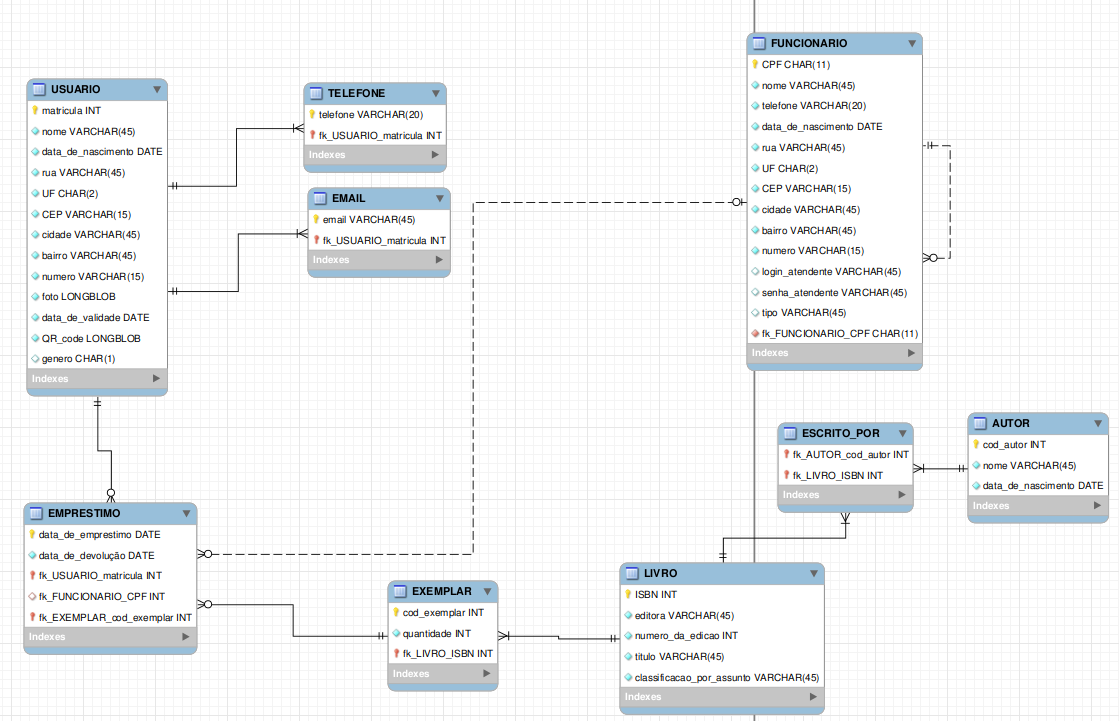 USUARIO
matricula INT
nome VARCHAR(45)
data_de_nascimento DATE
rua VARCHAR(45)
UF CHAR(2)
CEP VARCHAR(15)
cidade VARCHAR(45)
bairro VARCHAR(45)
numero VARCHAR(15)
foto LONGBLOB
data_de_validade DATE
QR_code LONGBLOB
genero CHAR(1)
Indexes
TELEFONE
telefone VARCHAR(20)
fk_USUARIO_matricula INT
Indexes
EMAIL
email VARCHAR(45)
fk_USUARIO_matricula INT
Indexes
FUNCIONARIO
CPF CHAR(11)
nome VARCHAR(45)
telefone VARCHAR(20)
data_de_nascimento DATE
rua VARCHAR(45)
UF CHAR(2)
CEP VARCHAR(15)
cidade VARCHAR(45)
bairro VARCHAR(45)
numero VARCHAR(15)
login_atendente VARCHAR(45)
senha_atendente VARCHAR(45)
tipo VARCHAR(45)
fk_FUNCIONARIO_CPF CHAR(11)
Indexes
ESCRITO_POR
fk_AUTOR_cod_autor INT
fk_LIVRO_ISBN INT
Indexes
AUTOR
cod_autor INT
nome VARCHAR(45)
data_de_nascimento DATE
Indexes
EMPRESTIMO
data_de_emprestimo DATE
data_de_devolução DATE
fk_USUARIO_matricula INT
fk_FUNCIONARIO_CPF INT
fk_EXEMPLAR_cod_exemplar INT
Indexes
EXEMPLAR
cod_exemplar INT
quantidade INT
fk_LIVRO_ISBN INT
Indexes
LIVRO
ISBN INT
editora VARCHAR(45)
numero_da_edicao INT
titulo VARCHAR(45)
classificacao_por_assunto VARCHAR(45)
Indexes